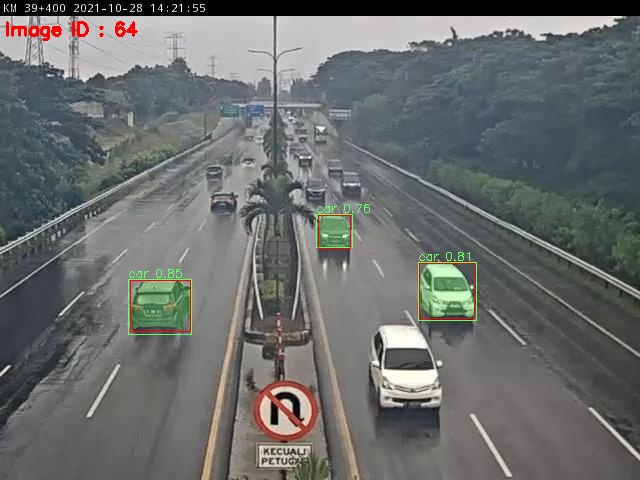 KM 39+400 2021-10-28 14:21:55
Image ID : 64
car 0.76
car 0.81
car 0.85
KECUALI
PETUGAS